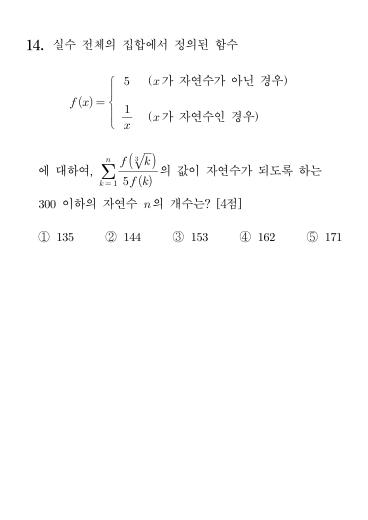 14. 실수 전체의 집합에서 정의된 함수
f(x) = { 5 (x가 자연수가 아닌 경우)
1/x (x가 자연수인 경우)
에 대하여, \sum_{k=1}^{n} \frac{f(\sqrt[3]{k})}{5f(k)} 의 값이 자연수가 되도록 하는
300 이하의 자연수 n의 개수는? [4점]
① 135 ② 144 ③ 153 ④ 162 ⑤ 171